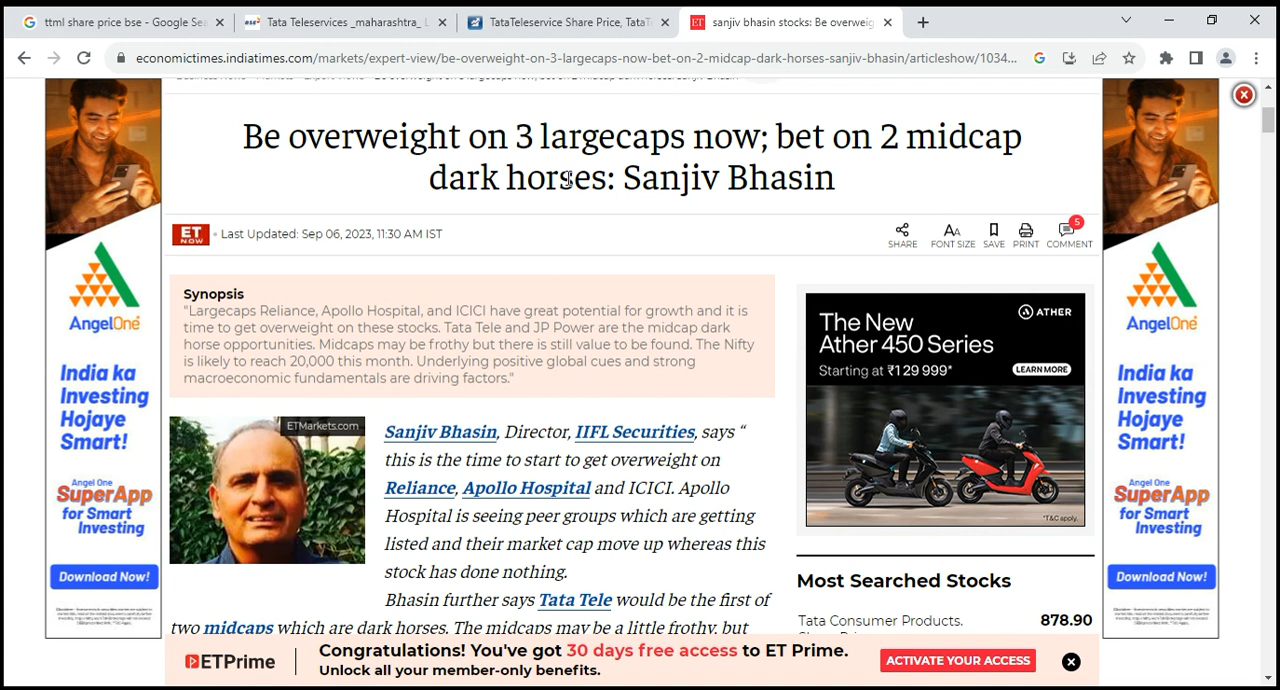 ttml share price bse - Google Sea
Tata Teleservices _maharashtra_ L
TataTeleservice Share Price, TataT
sanjiv bhasin stocks: Be overweig
economictimes.indiatimes.com/markets/expert-view/be-overweight-on-3-largecaps-now-bet-on-2-midcap-dark-horses-sanjiv-bhasin/articleshow/1034...
Be overweight on 3 largecaps now; bet on 2 midcap
dark horses: Sanjiv Bhasin
ET NOW
Last Updated: Sep 06, 2023, 11:30 AM IST
5
SHARE
FONT SIZE
SAVE
PRINT
COMMENT
Synopsis
"Largecaps Reliance, Apollo Hospital, and ICICI have great potential for growth and it is
time to get overweight on these stocks. Tata Tele and JP Power are the midcap dark
horse opportunities. Midcaps may be frothy but there is still value to be found. The Nifty
is likely to reach 20,000 this month. Underlying positive global cues and strong
macroeconomic fundamentals are driving factors."
ETMarkets.com
Sanjiv Bhasin, Director, IIFL Securities, says “
this is the time to start to get overweight on
Reliance, Apollo Hospital and ICICI. Apollo
Hospital is seeing peer groups which are getting
listed and their market cap move up whereas this
stock has done nothing.
Bhasin further says Tata Tele would be the first of
two midcaps which are dark horses. The midcaps may be a little frothy, but
ATHER
The New
Ather 450 Series
Starting at ₹1 29 999*
LEARN MORE
*T&C apply.
Most Searched Stocks
Tata Consumer Products.
878.90
AngelOne
India ka
Investing
Hojaye
Smart!
Angel One
SuperApp
for Smart
Investing
Download Now!
AngelOne
India ka
Investing
Hojaye
Smart!
Angel One
SuperApp
for Smart
Investing
Download Now!
ETPrime
Congratulations! You've got 30 days free access to ET Prime.
Unlock all your member-only benefits.
ACTIVATE YOUR ACCESS